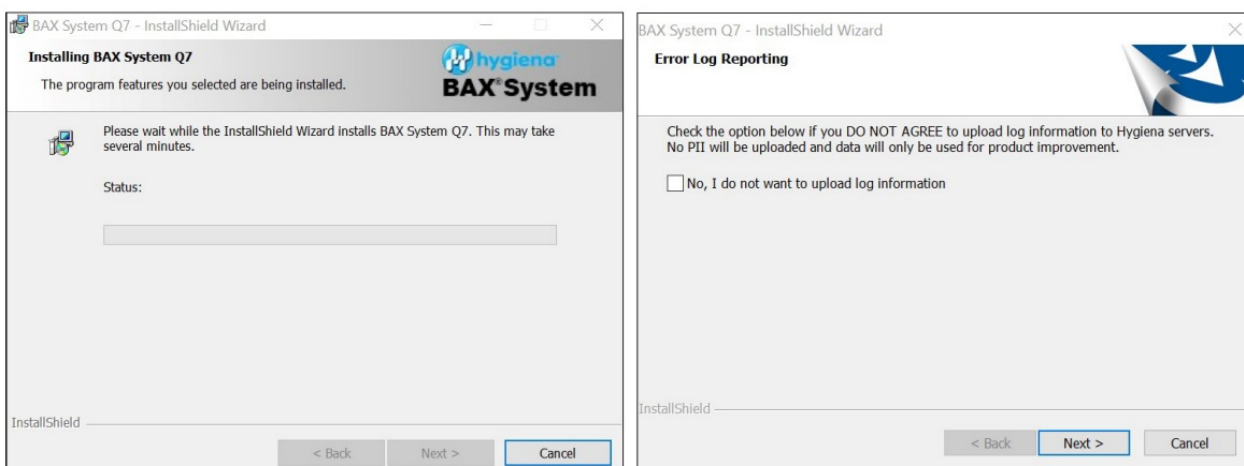 BAX System Q7 - InstallShield Wizard
Installing BAX System Q7
The program features you selected are being installed.
hygiena
BAX®System
Please wait while the InstallShield Wizard installs BAX System Q7. This may take
several minutes.
Status:
InstallShield
< Back
Next >
Cancel
BAX System Q7 - InstallShield Wizard
Error Log Reporting
Check the option below if you DO NOT AGREE to upload log information to Hygiena servers.
No PII will be uploaded and data will only be used for product improvement.
No, I do not want to upload log information
InstallShield
< Back
Next >
Cancel